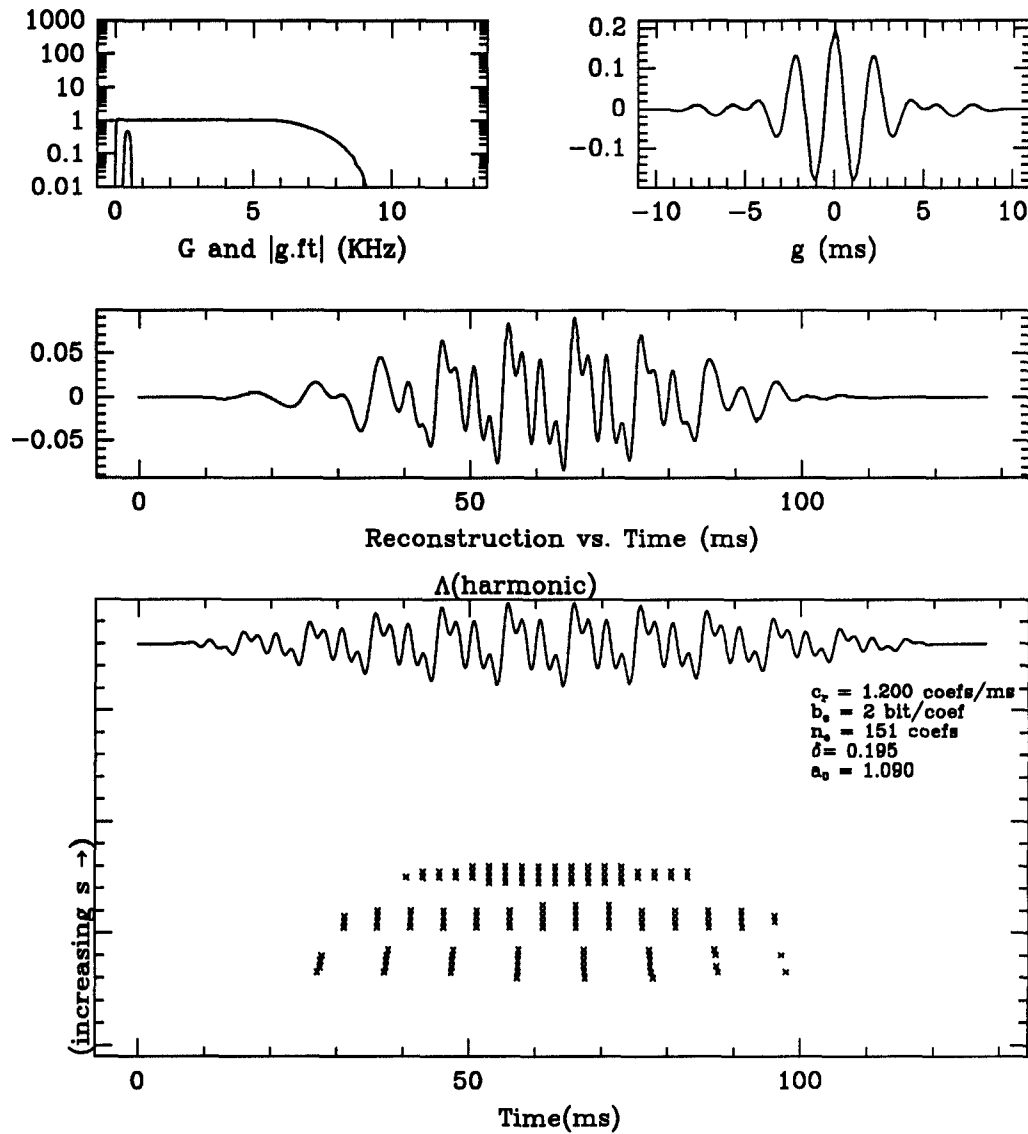 1000
100
10
1
0.1
0.01
0 5 10
G and |g.ft| (KHz)
0.2
0.1
0
−0.1
−10 −5 0 5 10
g (ms)
0.05
0
−0.05
0 50 100
Reconstruction vs. Time (ms)
Λ(harmonic)
c_r = 1.200 coefs/ms
b_e = 2 bit/coef
n_e = 151 coefs
δ= 0.195
a_0 = 1.090
(increasing s →)
0 50 100
Time(ms)